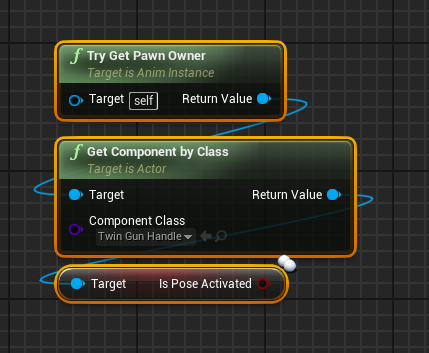 f Try Get Pawn Owner
Target is Anim Instance
Target self Return Value
f Get Component by Class
Target is Actor
Target Return Value
Component Class
Twin Gun Handle
Target Is Pose Activated